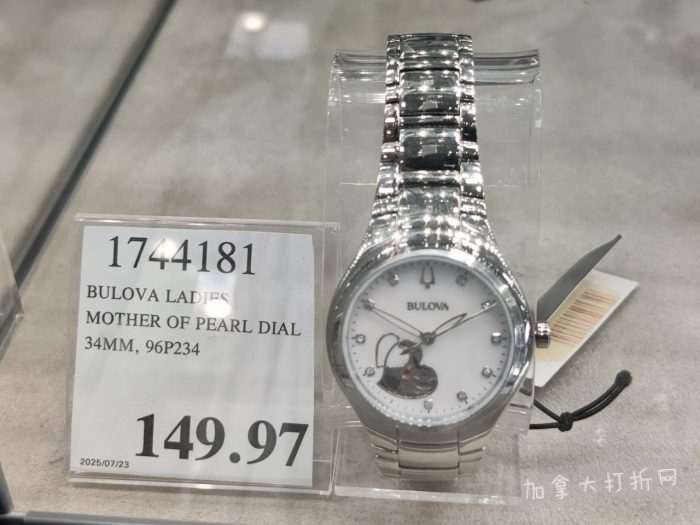 1744181
BULOVA LADIES
MOTHER OF PEARL DIAL
34MM, 96P234
149.97
2025/07/23
BULOVA
加拿大打折网